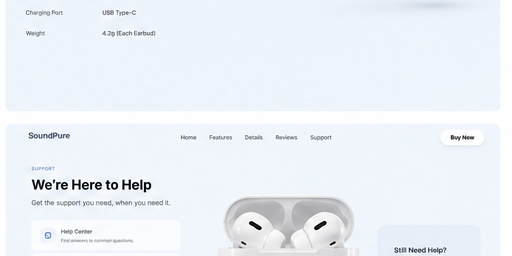 Charging Port USB Type-C
Weight 4.2g (Each Earbud)
SoundPure Home Features Details Reviews Support Buy Now
SUPPORT
We're Here to Help
Get the support you need, when you need it.
Help Center
Find answers to common questions.
Still Need Help?